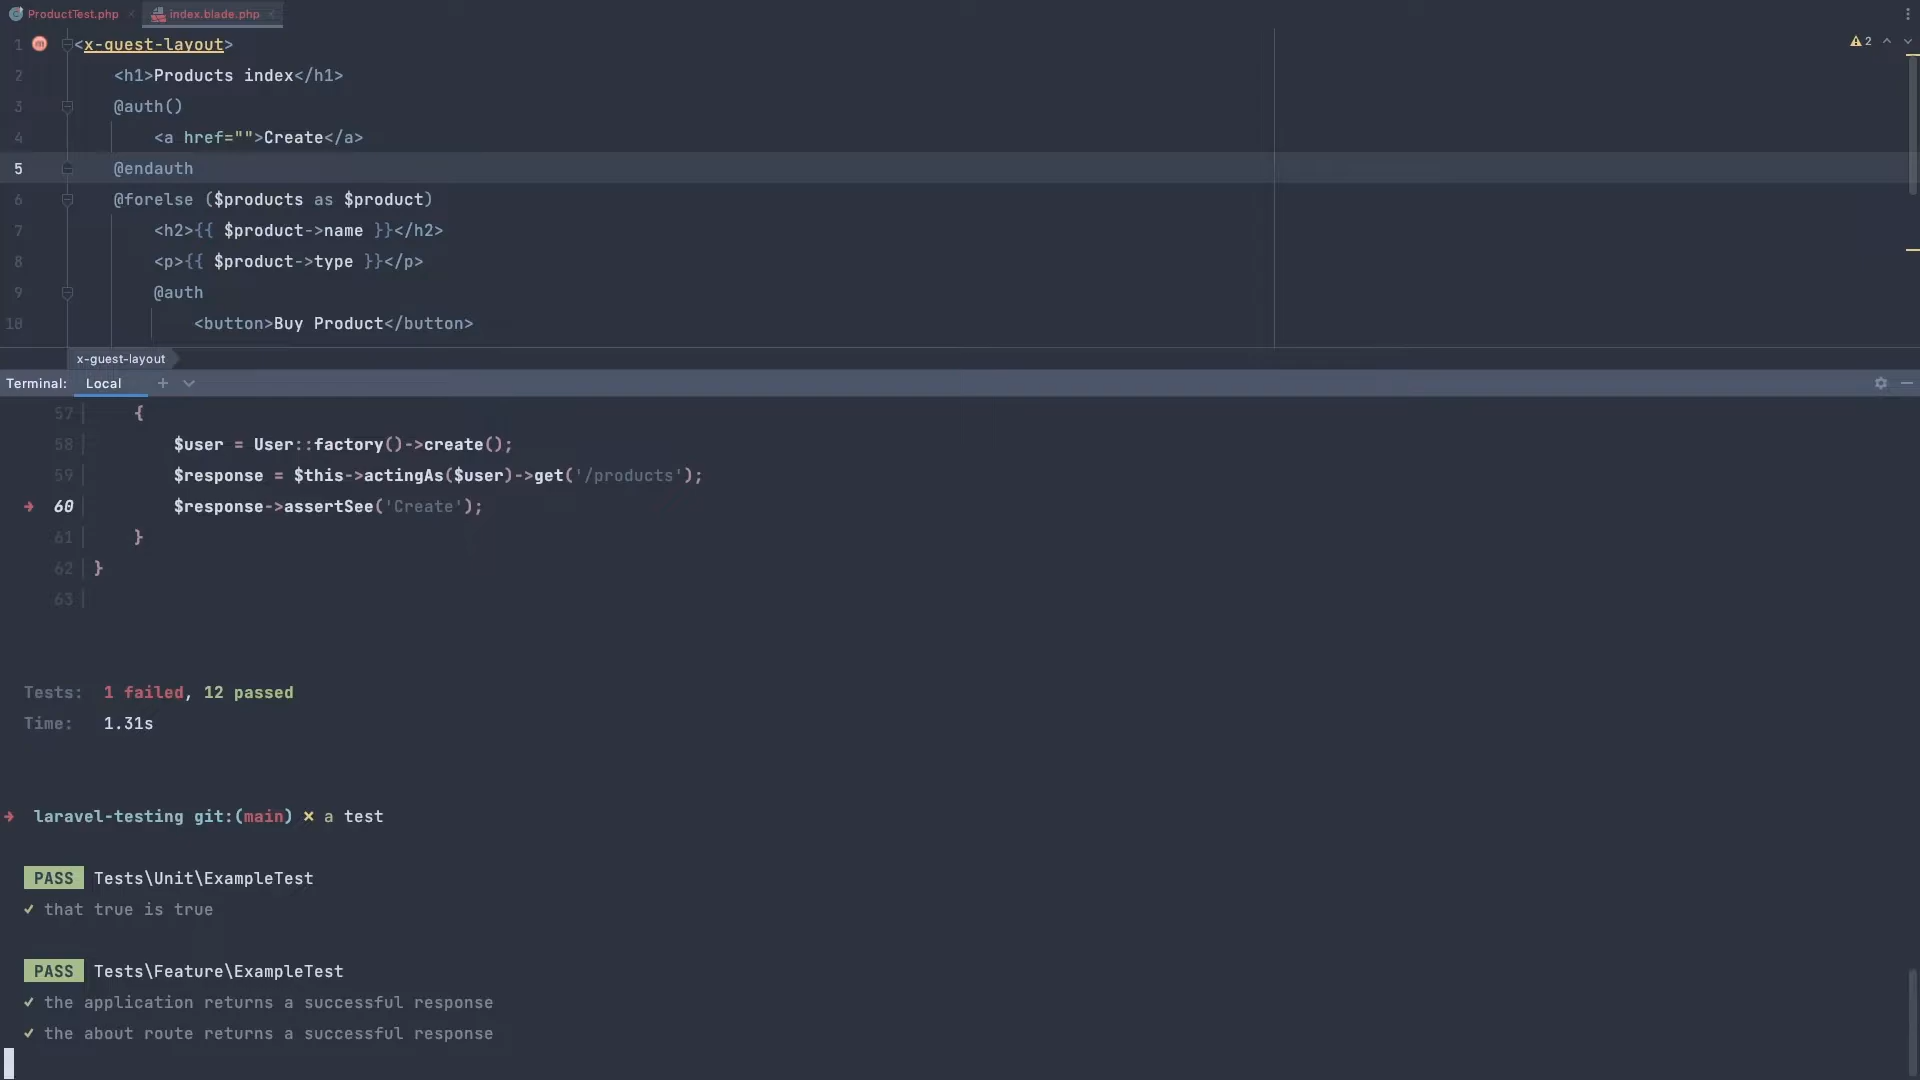 ProductTest.php
index.blade.php
1 <x-guest-layout>
2 <h1>Products index</h1>
3 @auth()
4 <a href="">Create</a>
5 @endauth
6 @forelse ($products as $product)
7 <h2>{{ $product->name }}</h2>
8 <p>{{ $product->type }}</p>
9 @auth
10 <button>Buy Product</button>
2
x-guest-layout
Terminal: Local
57 | {
58 | $user = User::factory()->create();
59 | $response = $this->actingAs($user)->get('/products');
➜ 60 $response->assertSee('Create');
61 | }
62 | }
63 |
Tests: 1 failed, 12 passed
Time: 1.31s
➜ laravel-testing git:(main) ✗ a test
PASS Tests\Unit\ExampleTest
✓ that true is true
PASS Tests\Feature\ExampleTest
✓ the application returns a successful response
✓ the about route returns a successful response